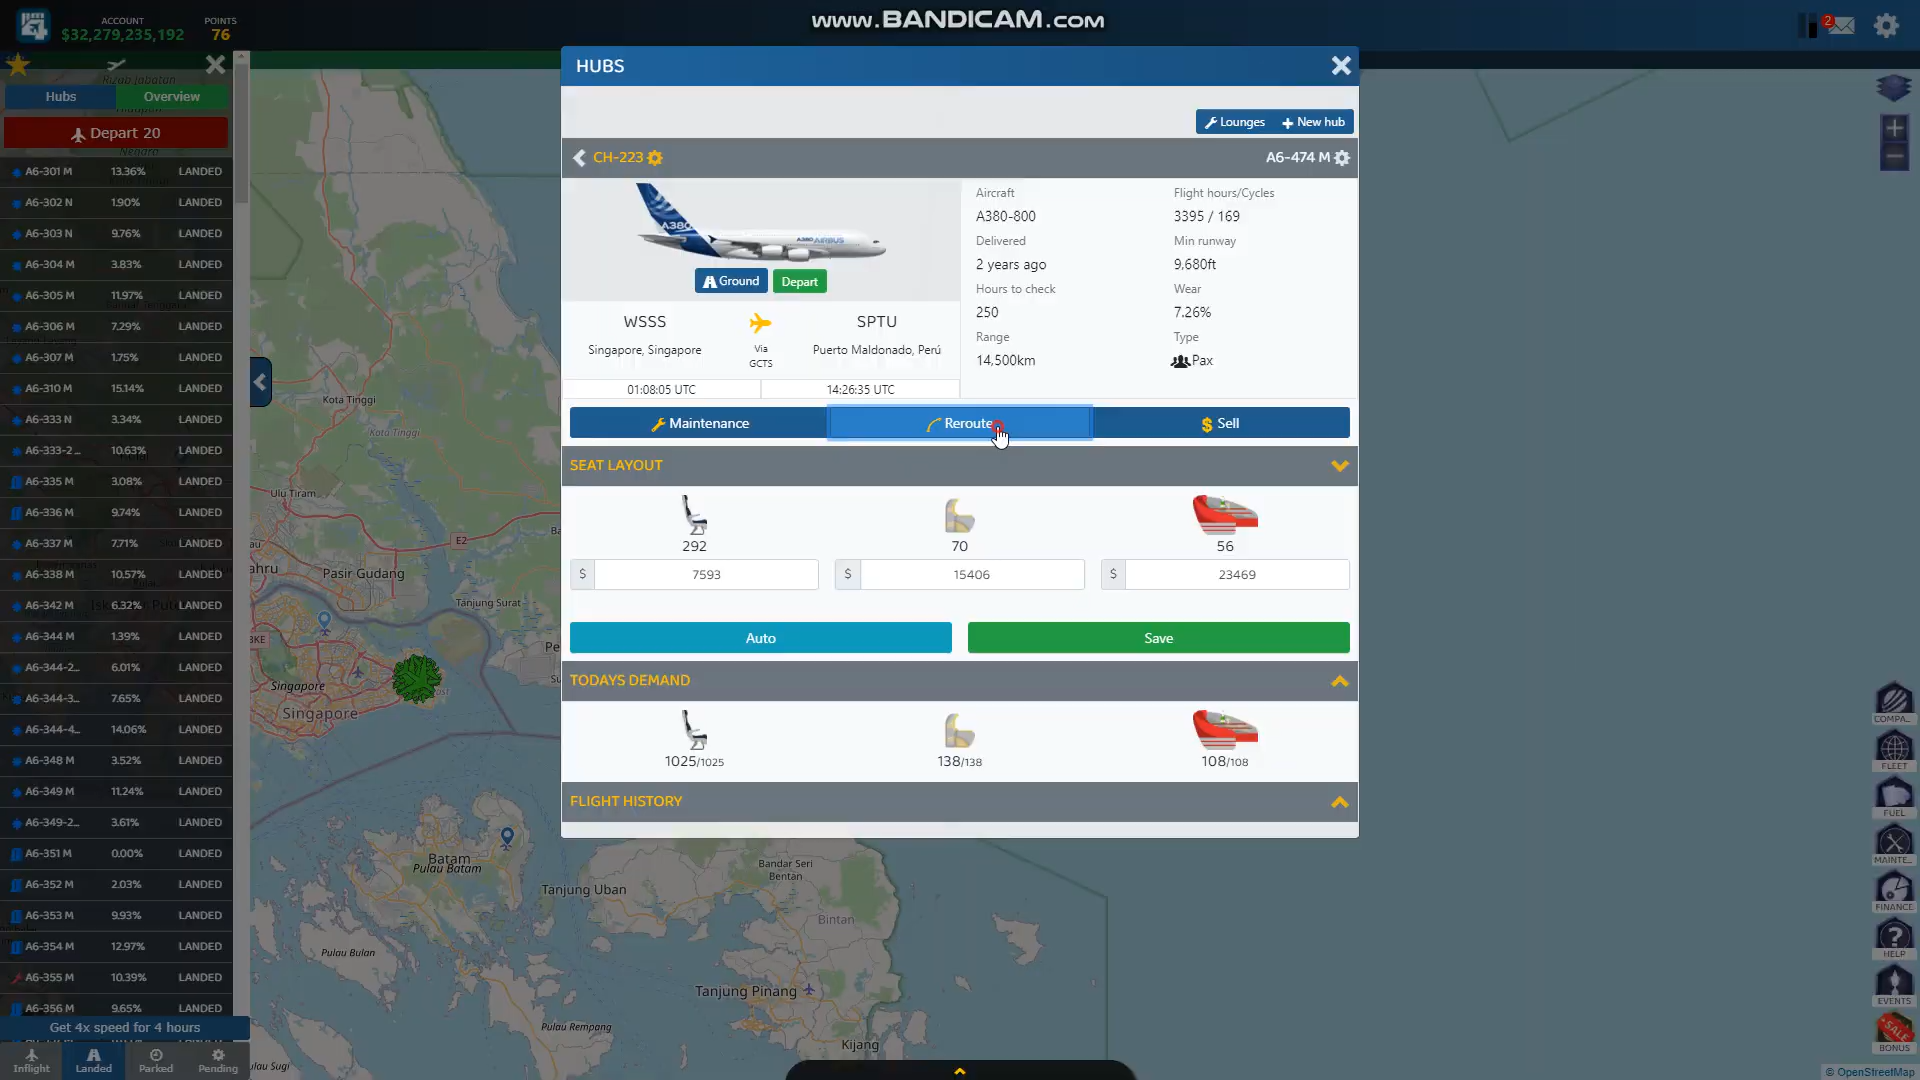 www.BANDICAM.com
ACCOUNT
$32,279,235,192
POINTS
76
2
Hubs
Overview
Depart 20
A6-301 M 13.36% LANDED
A6-302 N 1.90% LANDED
A6-303 N 9.76% LANDED
A6-304 M 3.83% LANDED
A6-305 M 11.97% LANDED
A6-306 M 7.29% LANDED
A6-307 M 1.75% LANDED
A6-310 M 15.14% LANDED
A6-333 N 3.34% LANDED
A6-333-2 ... 10.63% LANDED
A6-335 M 3.08% LANDED
A6-336 M 9.74% LANDED
A6-337 M 7.71% LANDED
A6-338 M 10.57% LANDED
A6-342 M 6.32% LANDED
A6-344 M 1.39% LANDED
A6-344-2... 6.01% LANDED
A6-344-3... 7.65% LANDED
A6-344-4... 14.06% LANDED
A6-348 M 3.52% LANDED
A6-349 M 11.24% LANDED
A6-349-2... 3.61% LANDED
A6-351 M 0.00% LANDED
A6-352 M 2.03% LANDED
A6-353 M 9.93% LANDED
A6-354 M 12.97% LANDED
A6-355 M 10.39% LANDED
A6-356 M 9.65% LANDED
Get 4x speed for 4 hours
Inflight
Landed
Parked
Pending
HUBS
Lounges
New hub
CH-223
A6-474 M
A380 AIRBUS
Ground
Depart
WSSS
Singapore, Singapore
Via
GCTS
SPTU
Puerto Maldonado, Perú
01:08:05 UTC
14:26:35 UTC
Aircraft
A380-800
Delivered
2 years ago
Hours to check
250
Range
14,500km
Flight hours/Cycles
3395 / 169
Min runway
9,680ft
Wear
7.26%
Type
Pax
Maintenance
Reroute
Sell
SEAT LAYOUT
292
70
56
$ 7593
$ 15406
$ 23469
Auto
Save
TODAYS DEMAND
1025/1025
138/138
108/108
FLIGHT HISTORY
Kota Tinggi
Kota Tinggi
Ulu Tiram
E2
Pasir Gudang
Tanjung Surat
Singapore
Singapore
Batam
Pulau Batam
Tanjung Uban
Bandar Seri
Bentan
Bintan
Pulau Bulan
Tanjung Pinang
Pulau Rempang
Kijang
COMPA...
FLEET
FUEL
MAINTE...
FINANCE
HELP
EVENTS
SALE
BONUS
© OpenStreetMap